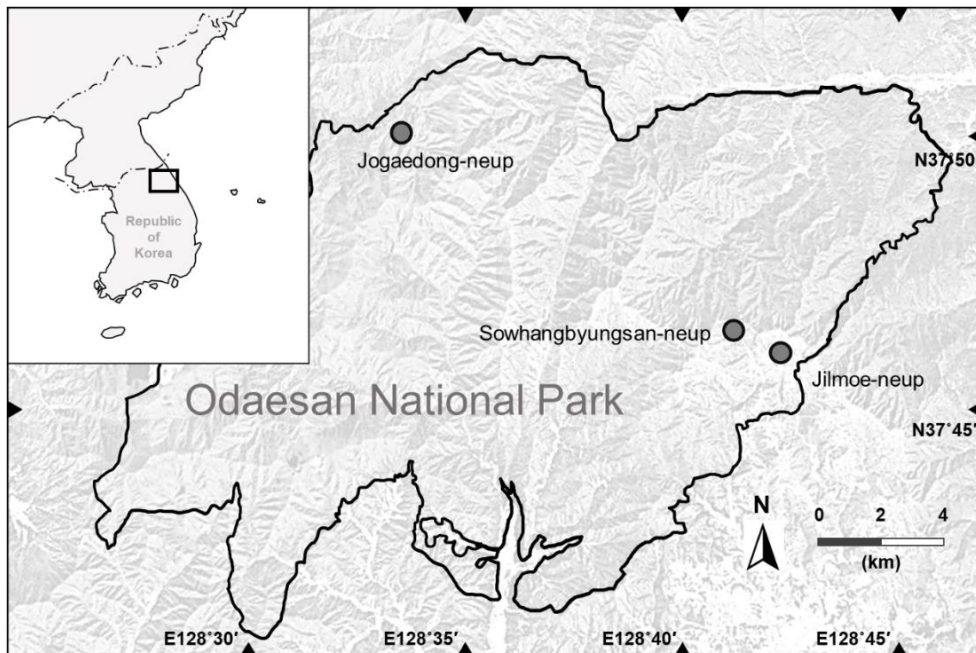 Republic
of
Korea
Jogaedong-neup
N37°50′
Sowhangbyungsan-neup
Jilmoe-neup
Odaesan National Park
N37°45′
N
0 2 4
(km)
E128°30′ E128°35′ E128°40′ E128°45′